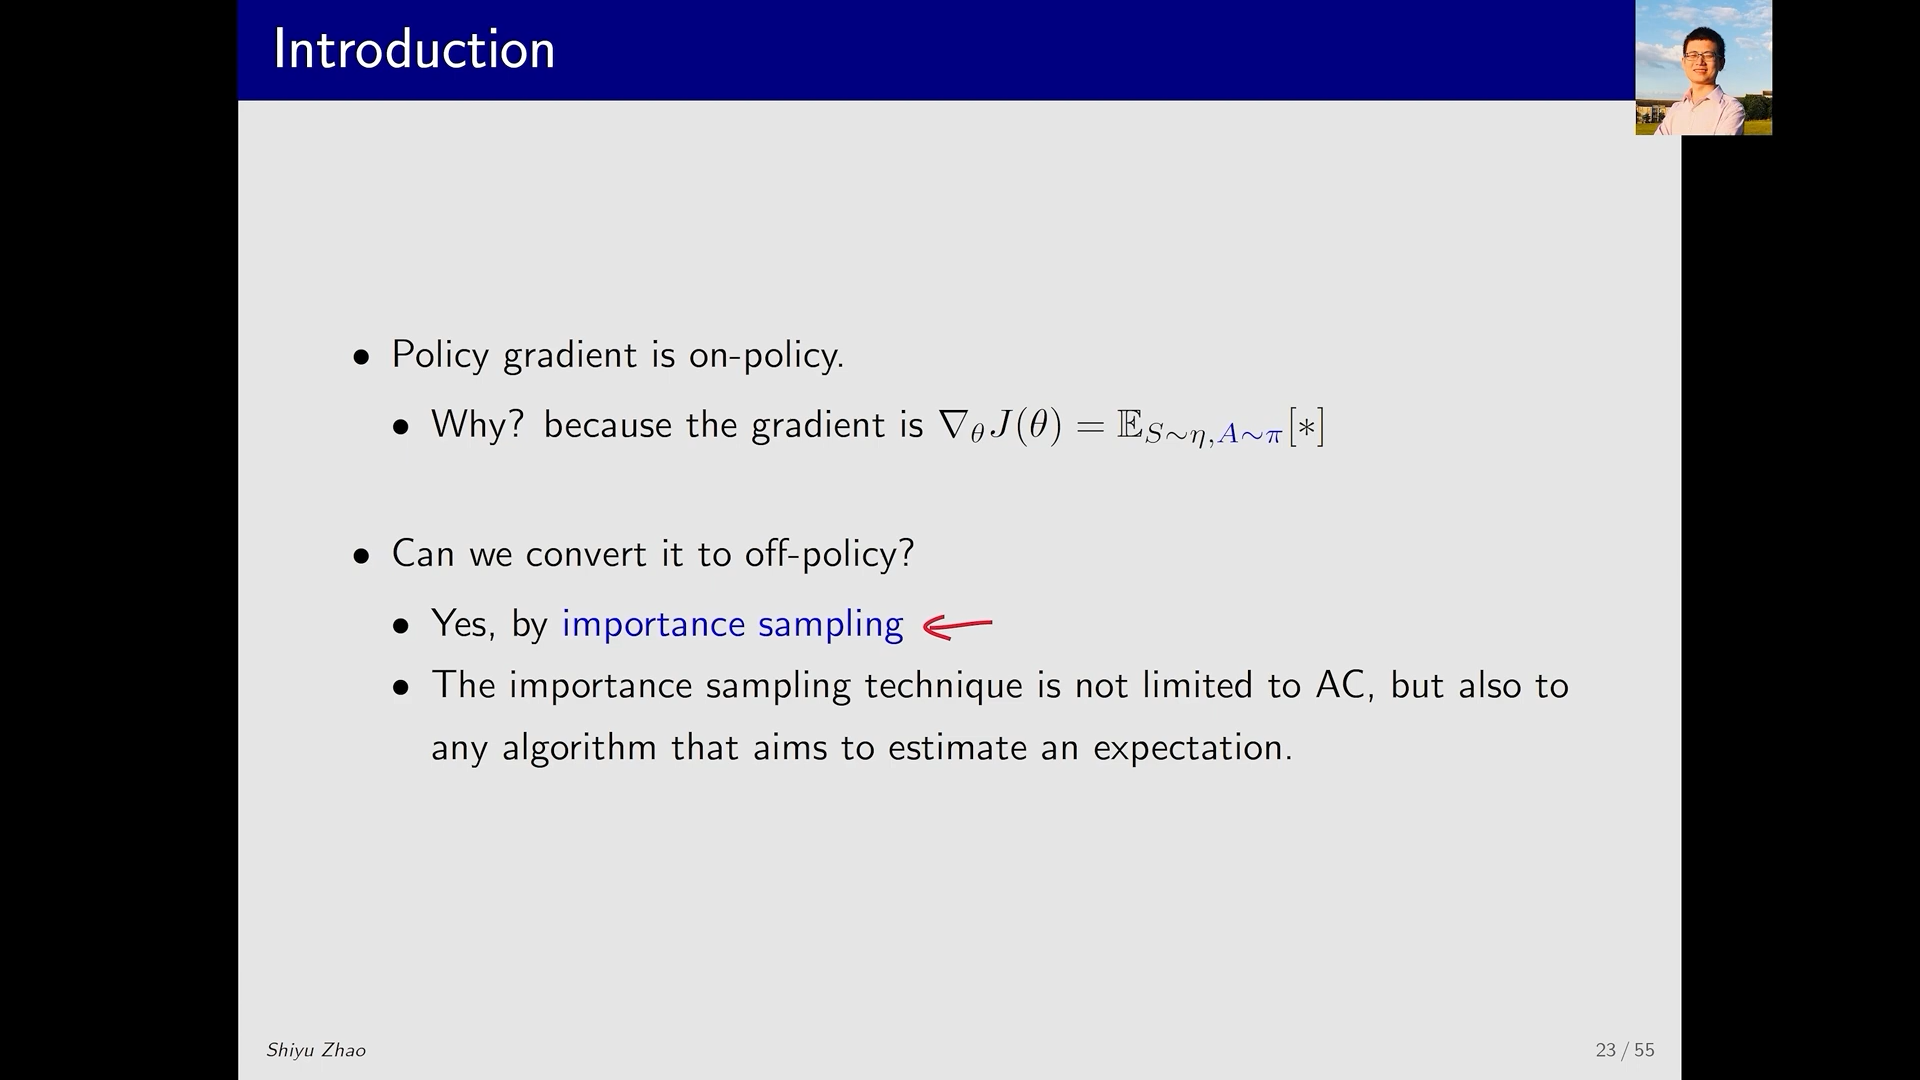 Introduction
• Policy gradient is on-policy.
• Why? because the gradient is ∇θJ(θ) = 𝔼S∼η,A∼π[∗]
• Can we convert it to off-policy?
• Yes, by importance sampling
• The importance sampling technique is not limited to AC, but also to
any algorithm that aims to estimate an expectation.
Shiyu Zhao
23 / 55